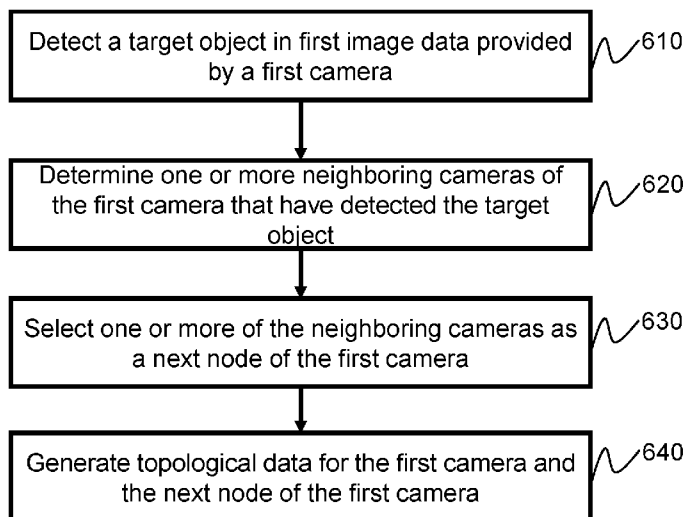 Detect a target object in first image data provided
by a first camera
610
Determine one or more neighboring cameras of
the first camera that have detected the target
object
620
Select one or more of the neighboring cameras as
a next node of the first camera
630
Generate topological data for the first camera and
the next node of the first camera
640